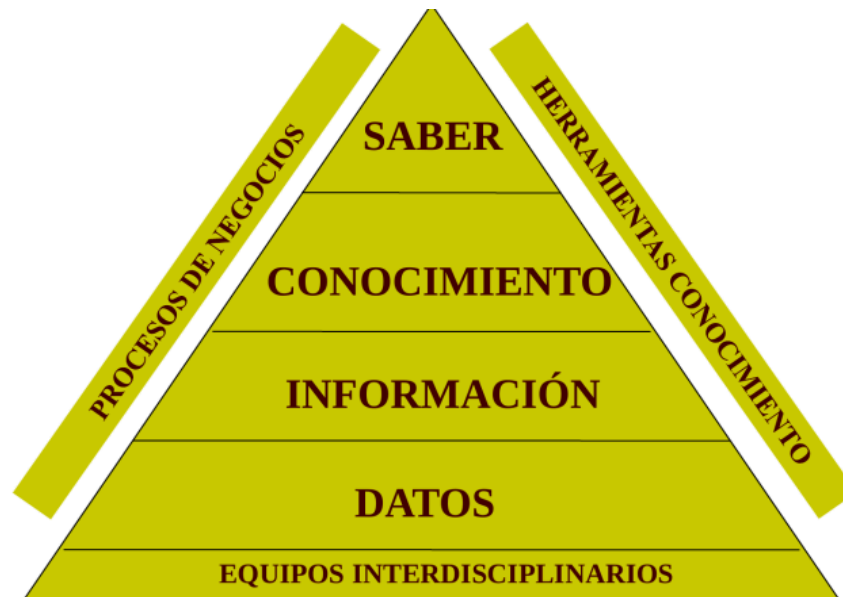 SABER
PROCESOS DE NEGOCIOS
HERRAMIENTAS CONOCIMIENTO
CONOCIMIENTO
INFORMACIÓN
DATOS
EQUIPOS INTERDISCIPLINARIOS